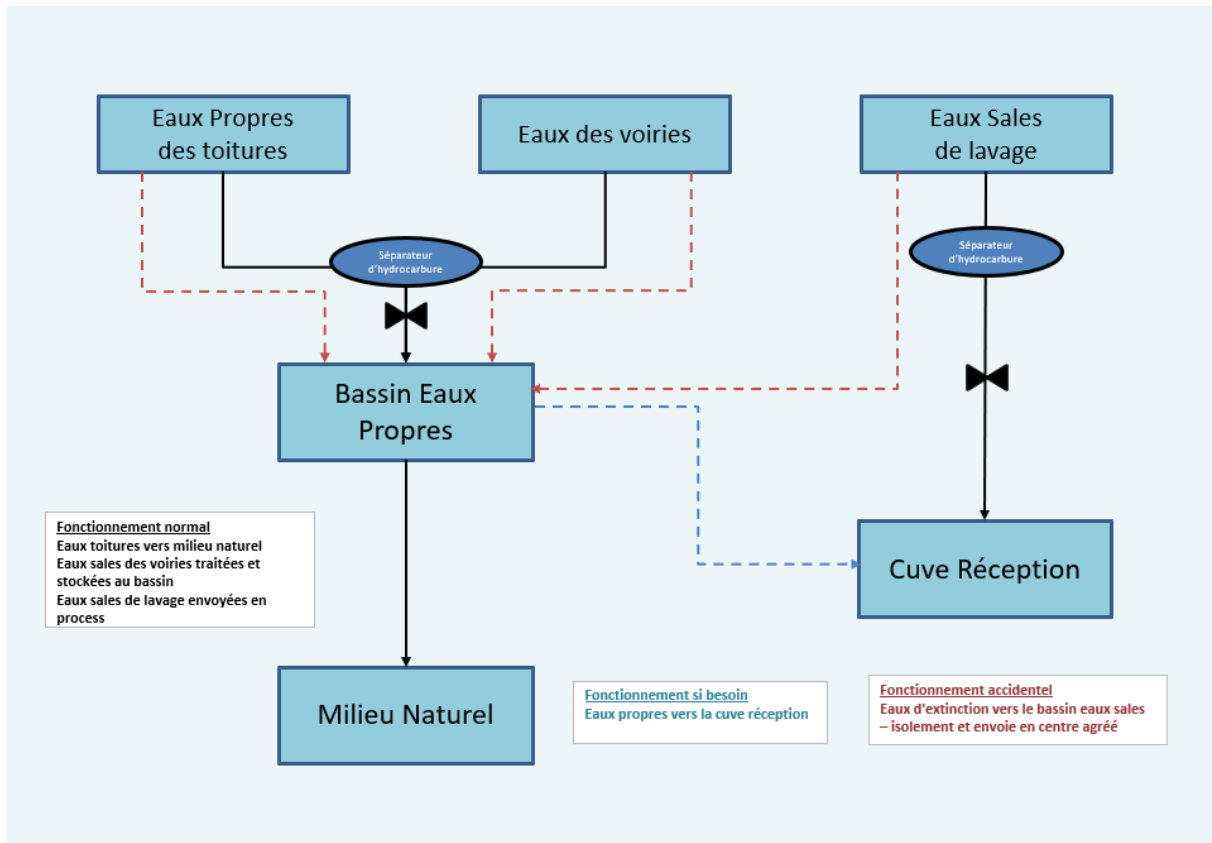 Eaux Propres
des toitures
Eaux des voiries
Eaux Sales
de lavage
Séparateur
d'hydrocarbure
Séparateur
d'hydrocarbure
Bassin Eaux
Propres
Fonctionnement normal
Eaux toitures vers milieu naturel
Eaux sales des voiries traitées et
stockées au bassin
Eaux sales de lavage envoyées en
process
Cuve Réception
Milieu Naturel
Fonctionnement si besoin
Eaux propres vers la cuve réception
Fonctionnement accidentel
Eaux d'extinction vers le bassin eaux sales
– isolement et envoie en centre agréé